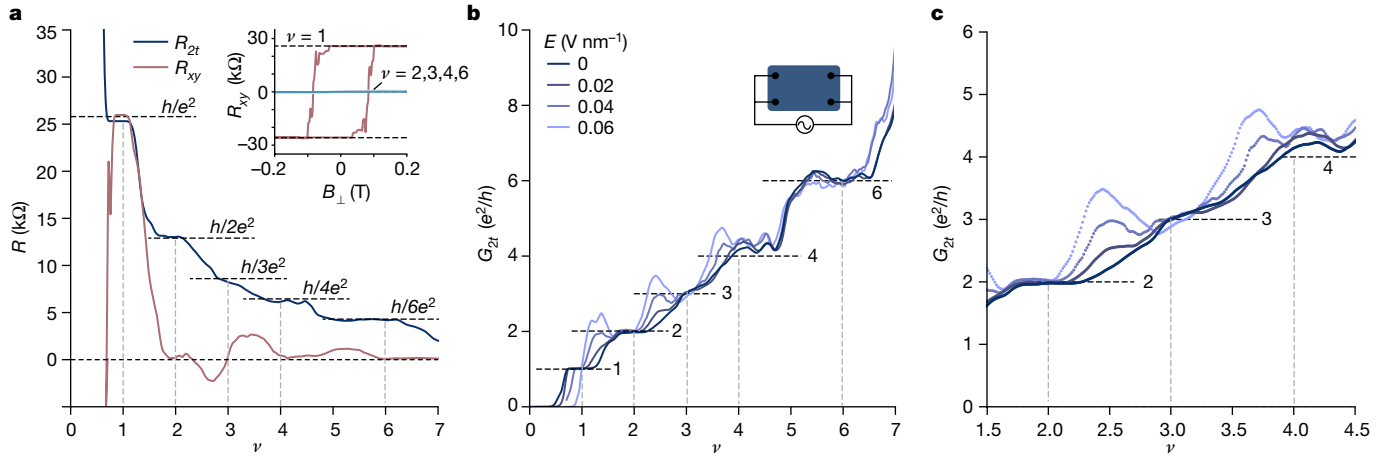 a
R (kΩ)
35
30
25
20
15
10
5
0
R2t
Rxy
h/e²
h/2e²
h/3e²
h/4e²
h/6e²
0 1 2 3 4 5 6 7
ν
Rxy (kΩ)
30
0
−30
ν = 1
ν = 2,3,4,6
−0.2 0 0.2
B⊥ (T)
b
G2t (e²/h)
10
8
6
4
2
0
E (V nm⁻¹)
0
0.02
0.04
0.06
6
4
3
2
1
0 1 2 3 4 5 6 7
ν
c
G2t (e²/h)
6
5
4
3
2
1
0
4
3
2
1.5 2.0 2.5 3.0 3.5 4.0 4.5
ν